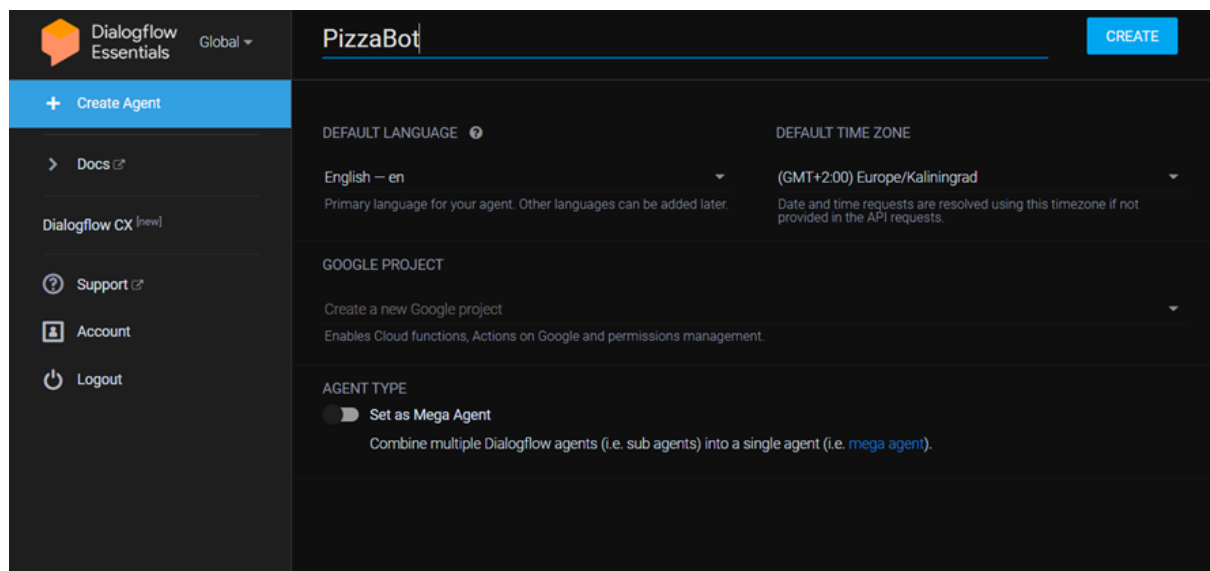 Dialogflow
Essentials
Global
PizzaBot
CREATE
Create Agent
Docs
Dialogflow CX [new]
Support
Account
Logout
DEFAULT LANGUAGE
English — en
Primary language for your agent. Other languages can be added later.
DEFAULT TIME ZONE
(GMT+2:00) Europe/Kaliningrad
Date and time requests are resolved using this timezone if not
provided in the API requests.
GOOGLE PROJECT
Create a new Google project
Enables Cloud functions, Actions on Google and permissions management.
AGENT TYPE
Set as Mega Agent
Combine multiple Dialogflow agents (i.e. sub agents) into a single agent (i.e. mega agent).